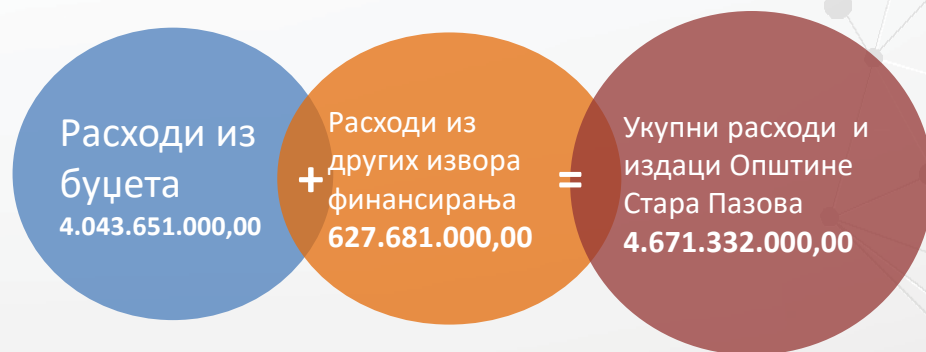 Расходи из
буџета
4.043.651.000,00
+
Расходи из
других извора
финансирања
627.681.000,00
=
Укупни расходи и
издаци Општине
Стара Пазова
4.671.332.000,00